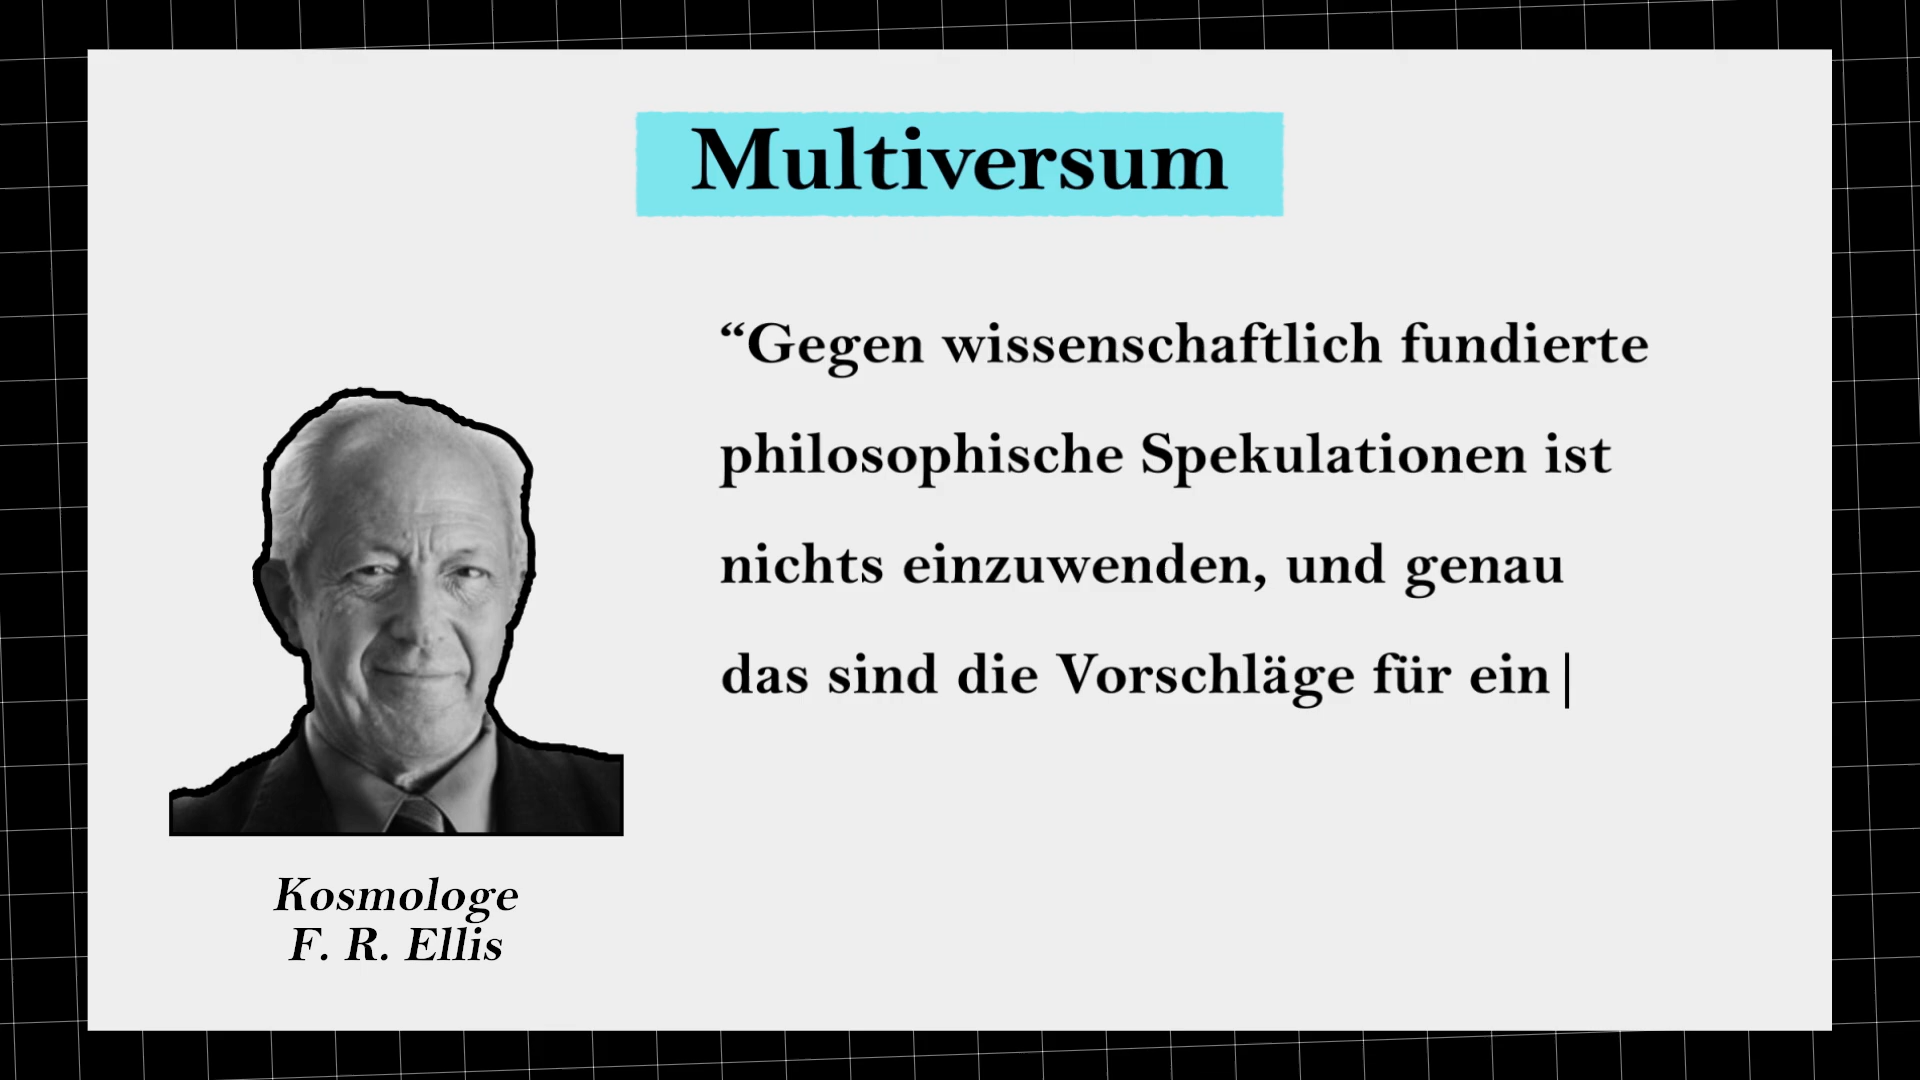 Multiversum
“Gegen wissenschaftlich fundierte
philosophische Spekulationen ist
nichts einzuwenden, und genau
das sind die Vorschläge für ein|
Kosmologe
F. R. Ellis